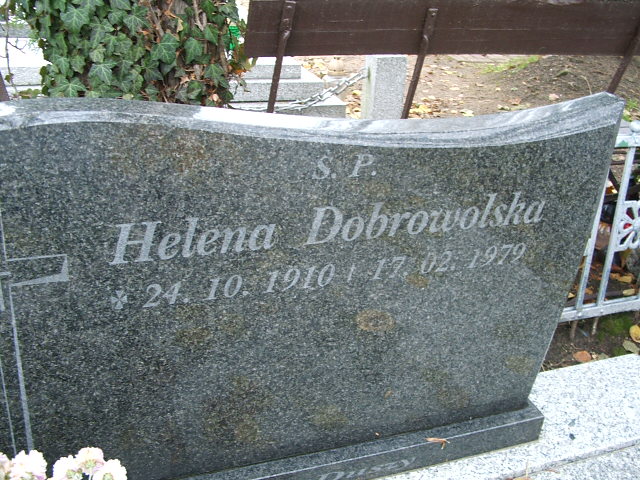 Ś. P.
Helena Dobrowolska
* 24. 10. 1910 † 17. 02. 1979